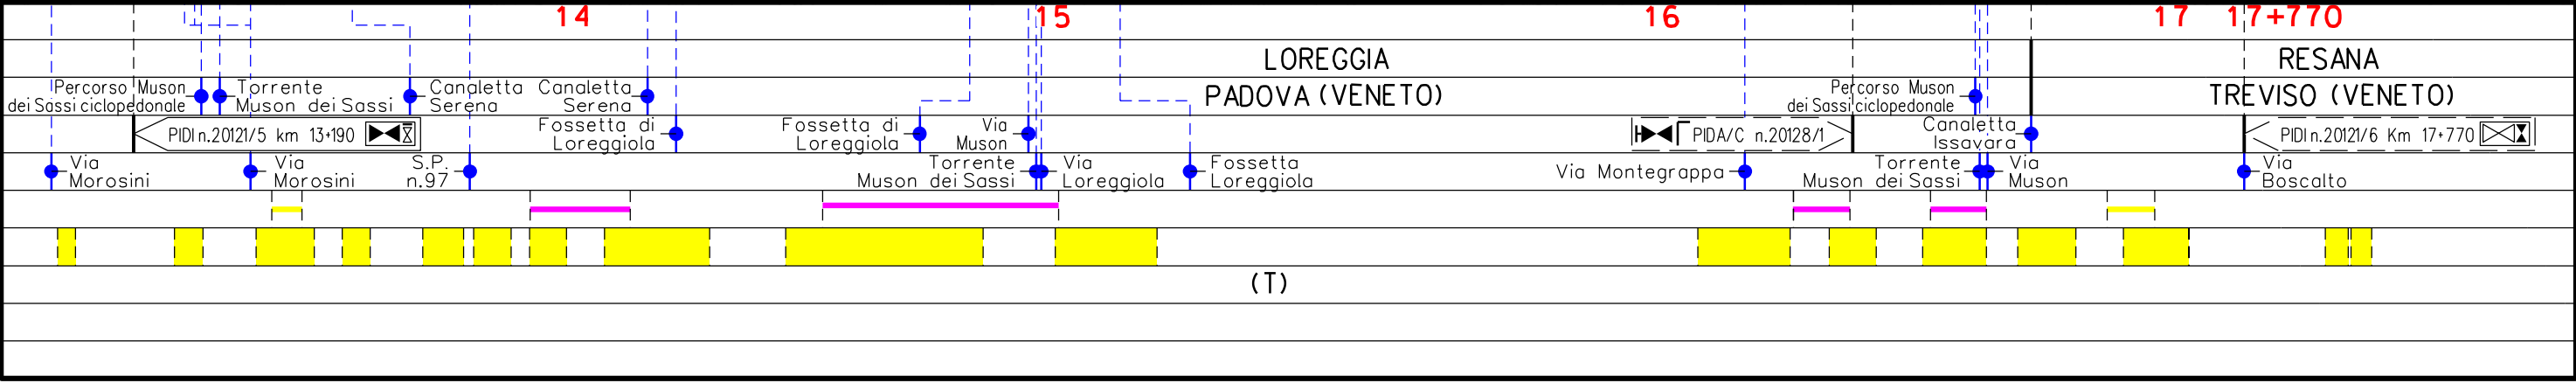 14 15 16 17 17+770
LOREGGIA RESANA
PADOVA (VENETO) TREVISO (VENETO)
Percorso Muson
dei Sassi ciclopedonale
Torrente
Muson dei Sassi
Canaletta
Serena
Canaletta
Serena
Percorso Muson
dei Sassi ciclopedonale
PIDI n.20121/5 km 13+190
Fossetta di
Loreggiola
Fossetta di
Loreggiola
Via
Muson
PIDA/C n.20128/1
Canaletta
Issavara
PIDI n.20121/6 Km 17+770
Via
Morosini
Via
Morosini
S.P.
n.97
Torrente
Muson dei Sassi
Via
Loreggiola
Fossetta
Loreggiola
Via Montegrappa
Torrente
Muson dei Sassi
Via
Muson
Via
Boscalto
(T)